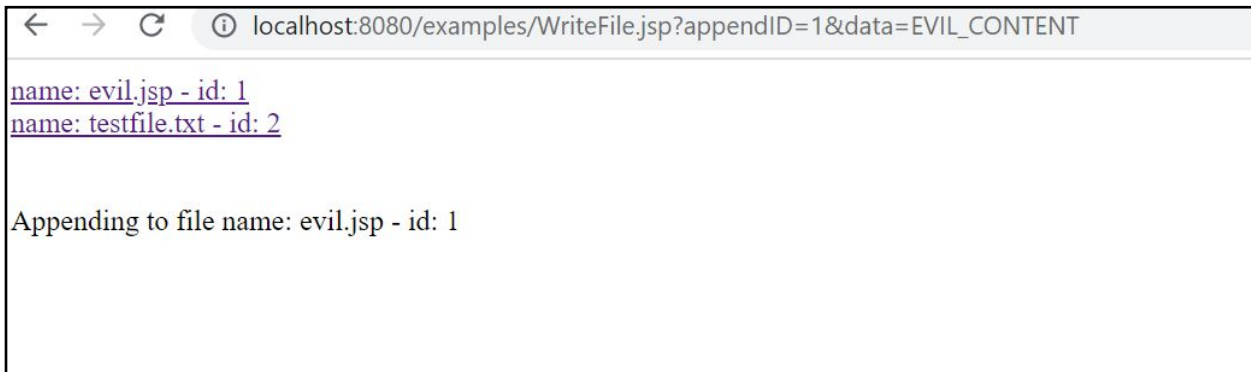 localhost:8080/examples/WriteFile.jsp?appendID=1&data=EVIL_CONTENT
name: evil.jsp - id: 1
name: testfile.txt - id: 2
Appending to file name: evil.jsp - id: 1